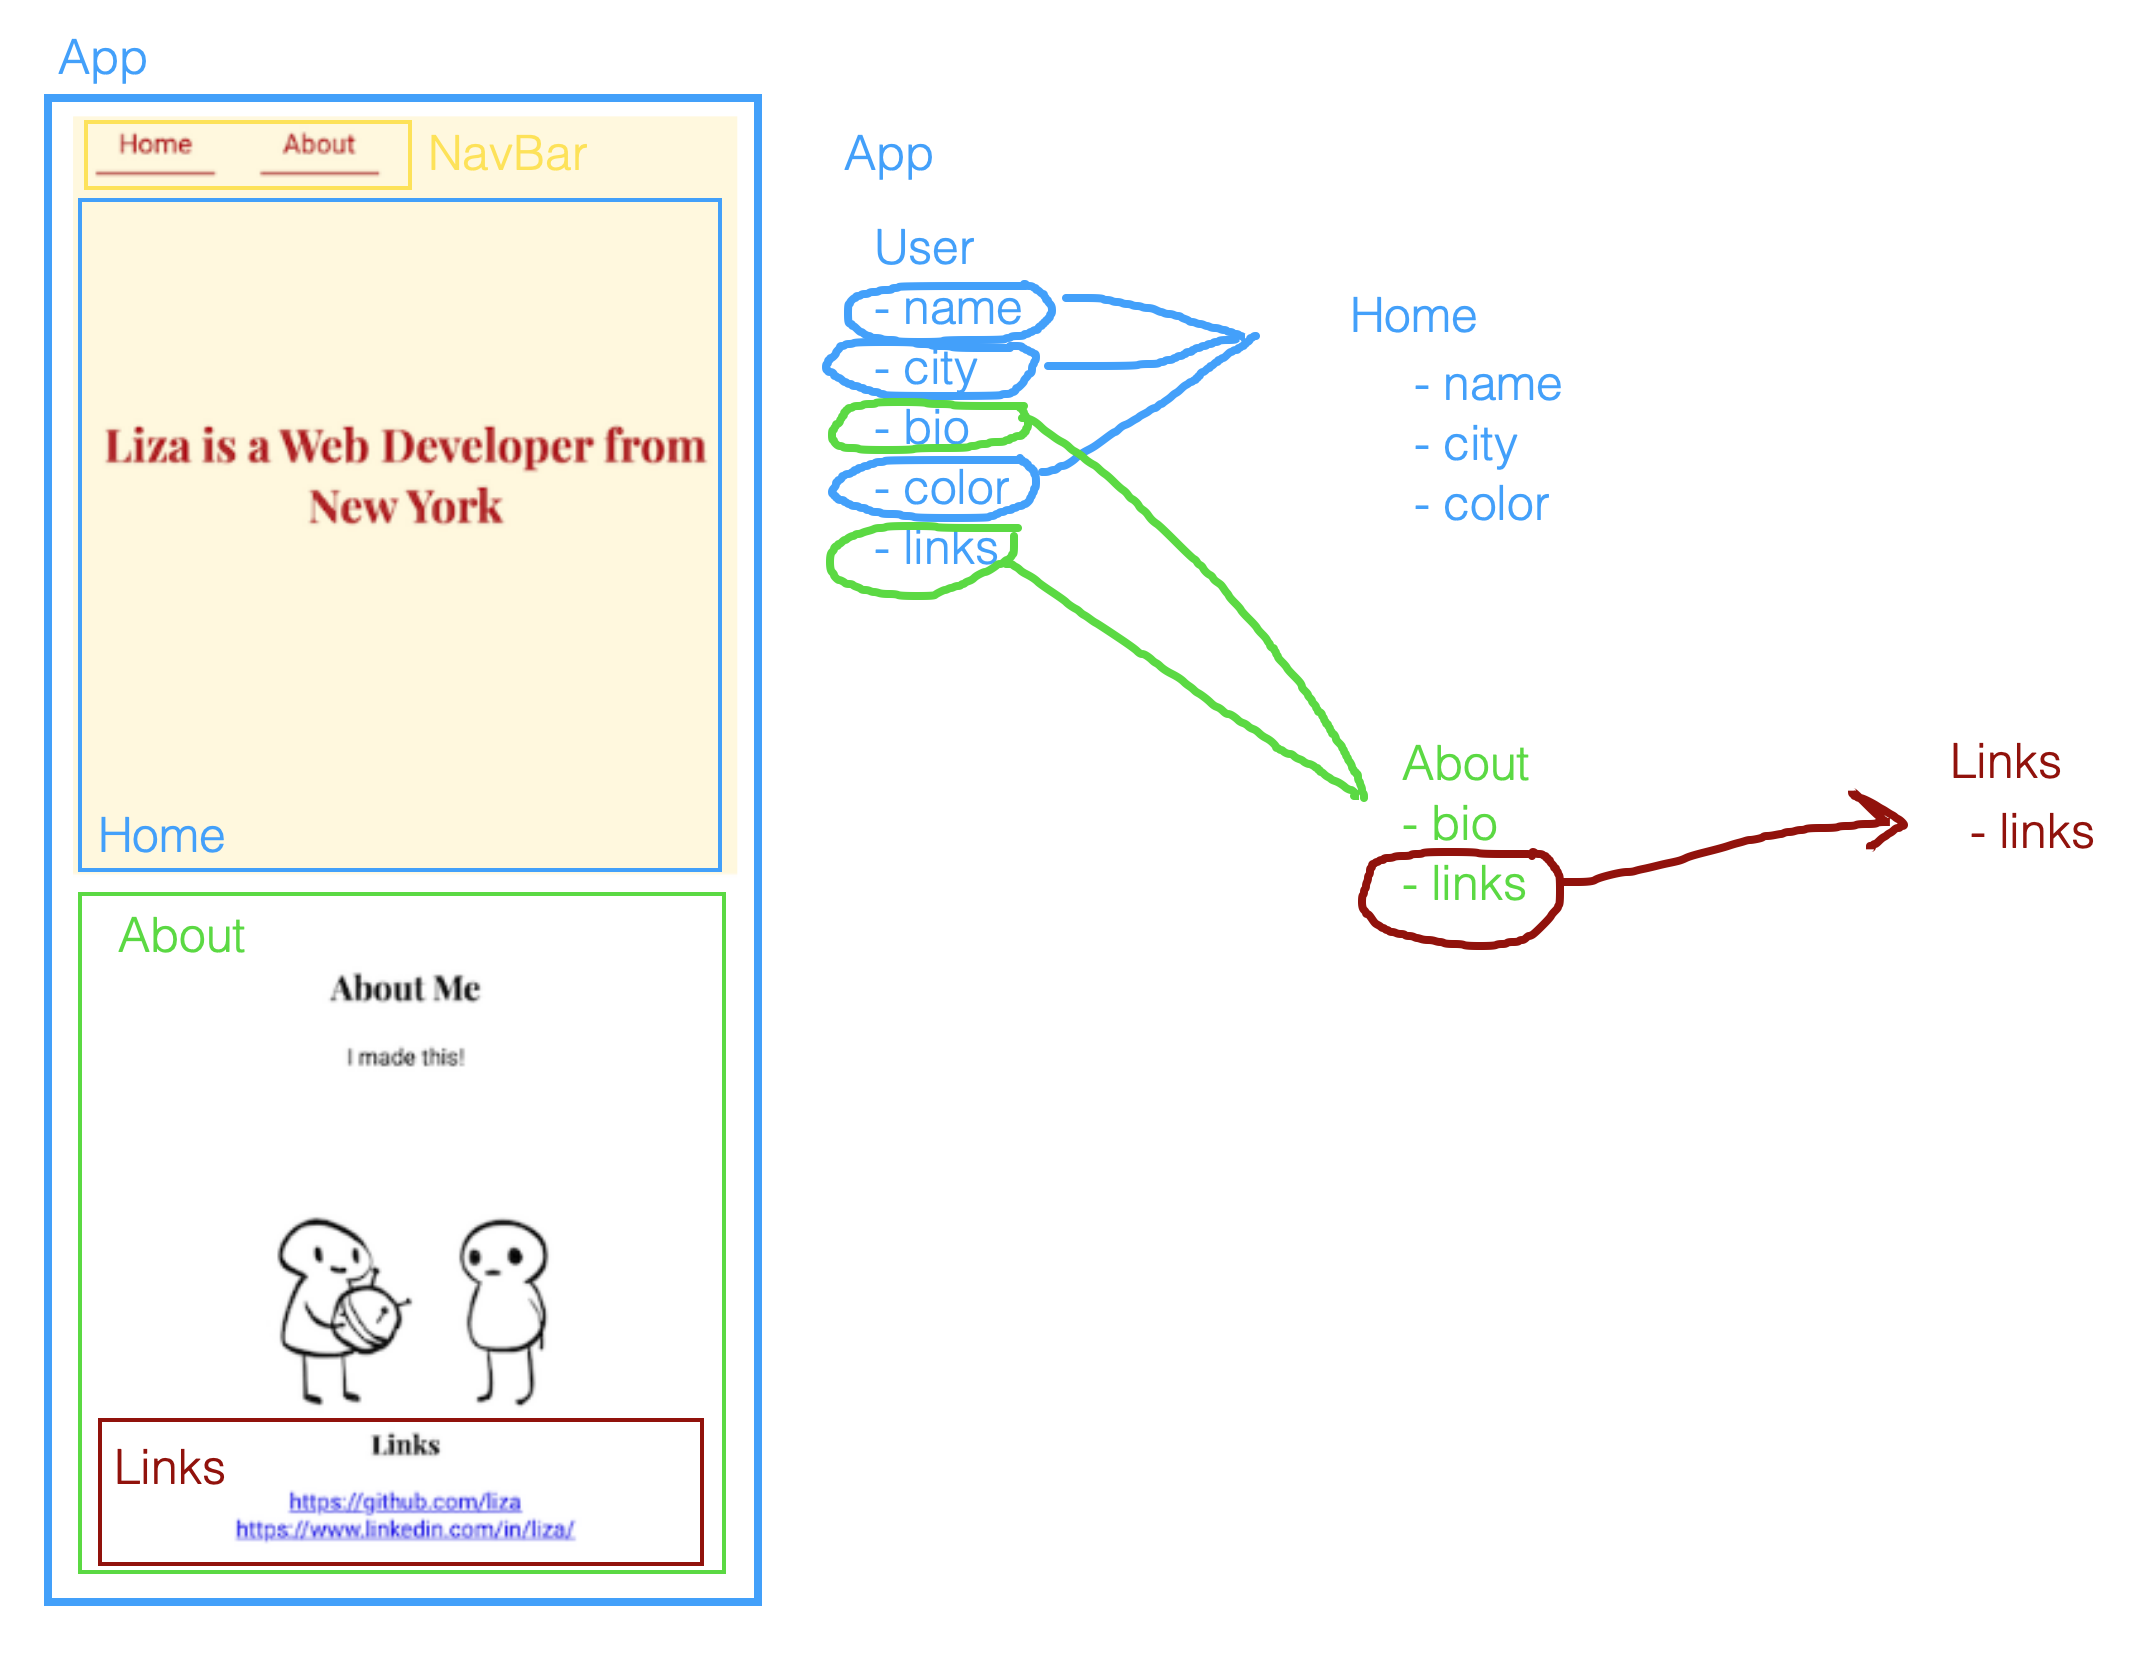 App
Home About
NavBar
Liza is a Web Developer from
New York
Home
About
About Me
I made this!
Links
Links
https://github.com/liza
https://www.linkedin.com/in/liza/
App
User
- name
- city
- bio
- color
- links
Home
- name
- city
- color
About
- bio
- links
Links
- links